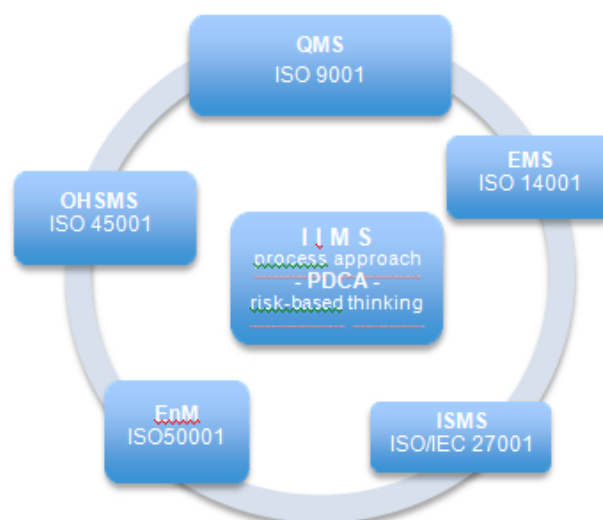 QMS
ISO 9001
EMS
ISO 14001
OHSMS
ISO 45001
I I M S
process approach
- PDCA -
risk-based thinking
EnM
ISO50001
ISMS
ISO/IEC 27001